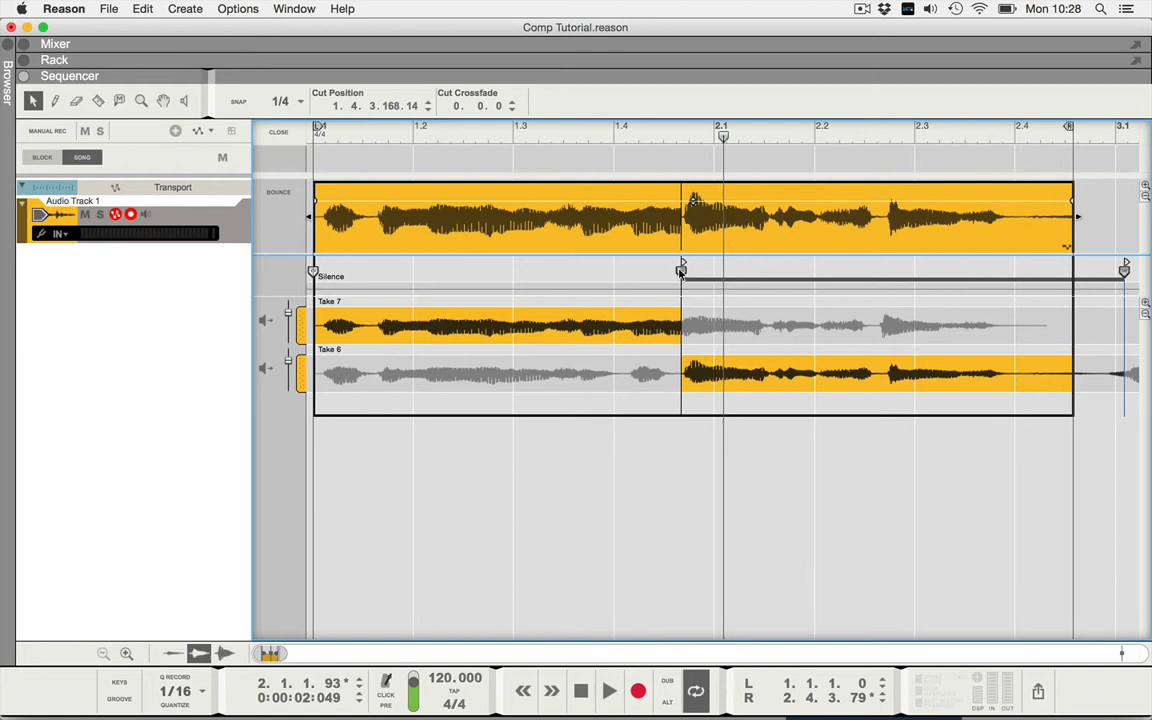 Reason File Edit Create Options Window Help Mon 10:28
Comp Tutorial.reason
Mixer
Rack
Sequencer
Browser
SNAP 1/4
Cut Position
1. 4. 3.168.14
Cut Crossfade
0. 0. 0
MANUAL REC M S
CLOSE
4/4
1.2 1.3 1.4 2.1 2.2 2.3 2.4 3.1
L R
BLOCK SONG M
Transport
BOUNCE
Audio Track 1
M S
IN
Silence
Take 7
Take 6
KEYS
GROOVE
Q RECORD
1/16
QUANTIZE
2. 1. 1. 93 *
0:00:02:049
CLICK
PRE
120.000
TAP
4/4
DUB
ALT
L 1. 1. 1. 0
R 2. 4. 3. 79 *
DSP IN OUT